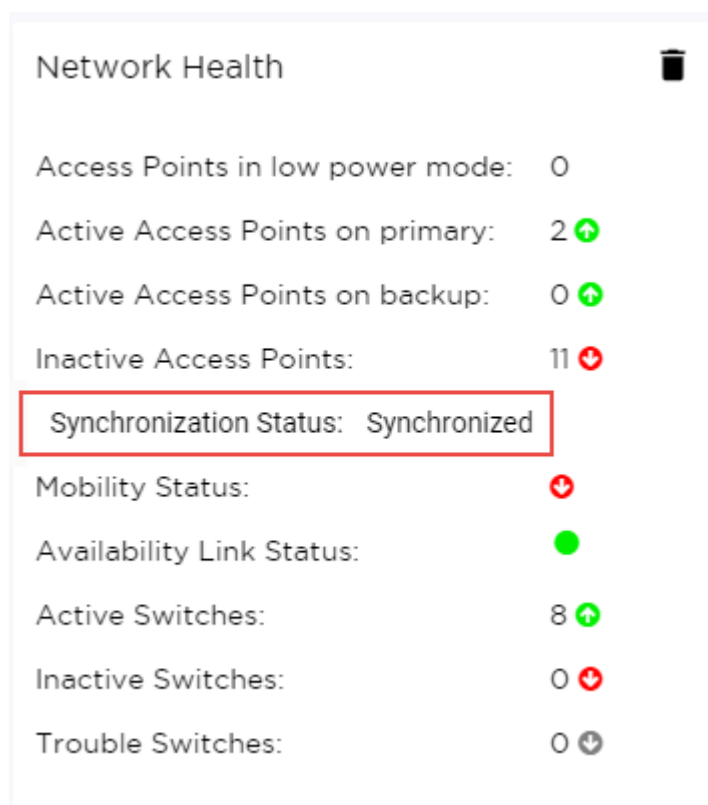 Network Health
Access Points in low power mode: 0
Active Access Points on primary: 2
Active Access Points on backup: 0
Inactive Access Points: 11
Synchronization Status: Synchronized
Mobility Status:
Availability Link Status:
Active Switches: 8
Inactive Switches: 0
Trouble Switches: 0